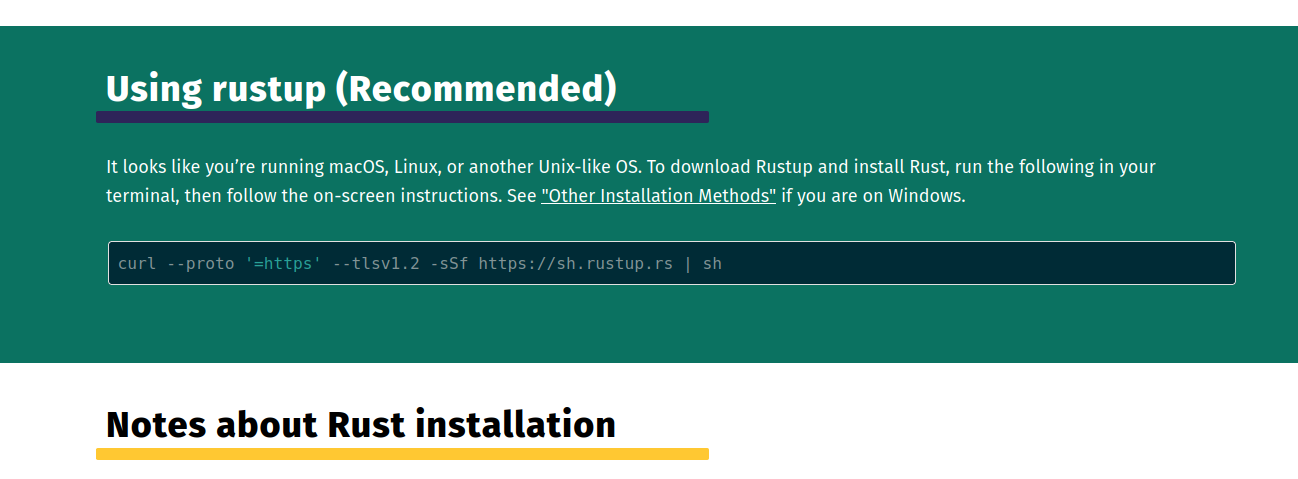 Using rustup (Recommended)
It looks like you’re running macOS, Linux, or another Unix-like OS. To download Rustup and install Rust, run the following in your
terminal, then follow the on-screen instructions. See "Other Installation Methods" if you are on Windows.
curl --proto '=https' --tlsv1.2 -sSf https://sh.rustup.rs | sh
Notes about Rust installation